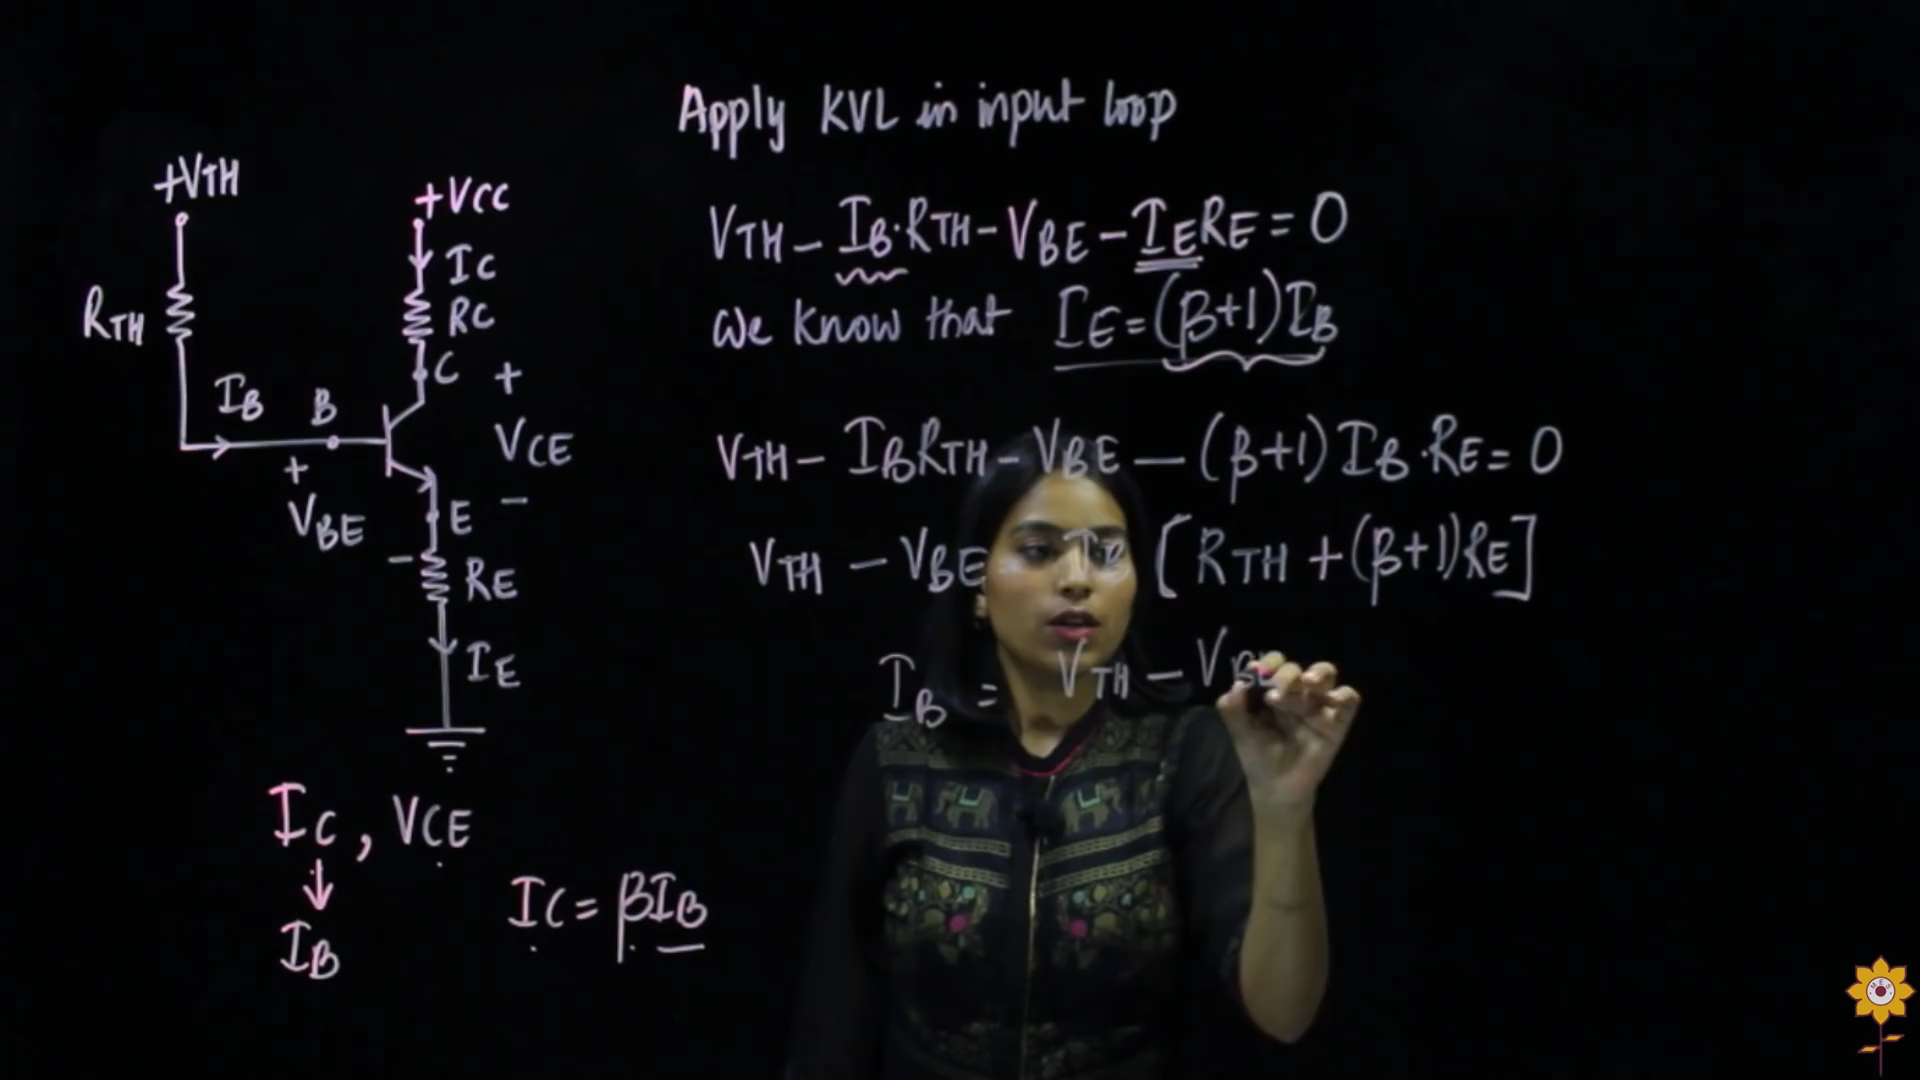 Apply KVL in input loop
VTH - IB·RTH - VBE - IERE = 0
we know that IE = (β+1)IB
VTH - IBRTH - VBE - (β+1)IB·RE = 0
VTH - VBE [RTH + (β+1)RE]
IB = VTH - VBE
+VTH
RTH
IB
B
+
VBE
-
+VCC
IC
RC
C
+
VCE
-
E
RE
IE
IC, VCE
IB
IC = βIB
MES